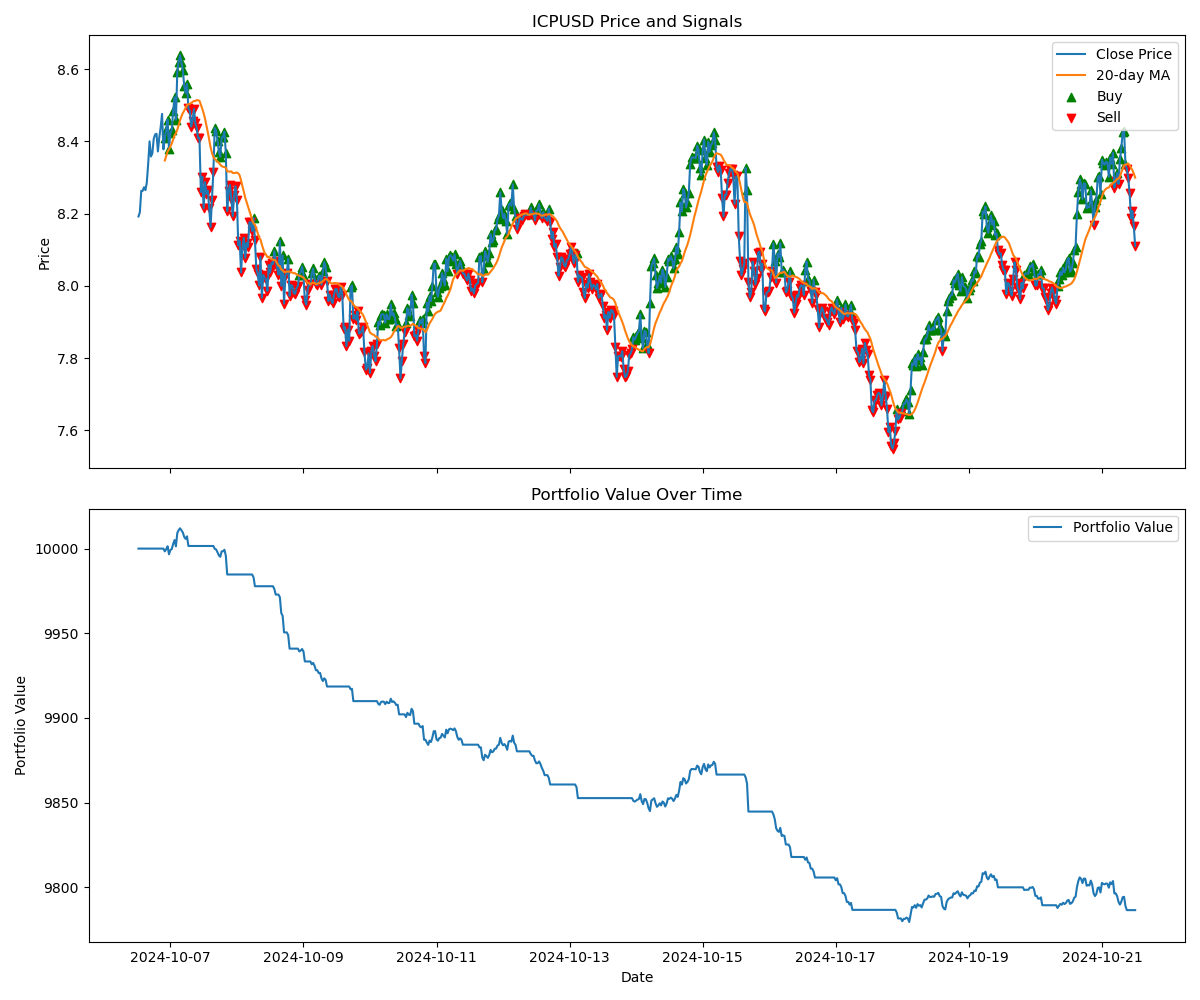 ICPUSD Price and Signals
Close Price
20-day MA
Buy
Sell
8.6
8.4
8.2
8.0
7.8
7.6
Price
Portfolio Value Over Time
Portfolio Value
10000
9950
9900
9850
9800
Portfolio Value
2024-10-07
2024-10-09
2024-10-11
2024-10-13
2024-10-15
2024-10-17
2024-10-19
2024-10-21
Date